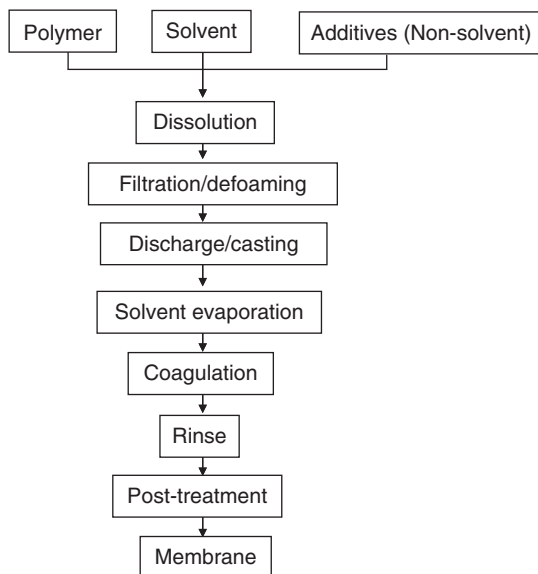 Polymer
Solvent
Additives (Non-solvent)
Dissolution
Filtration/defoaming
Discharge/casting
Solvent evaporation
Coagulation
Rinse
Post-treatment
Membrane